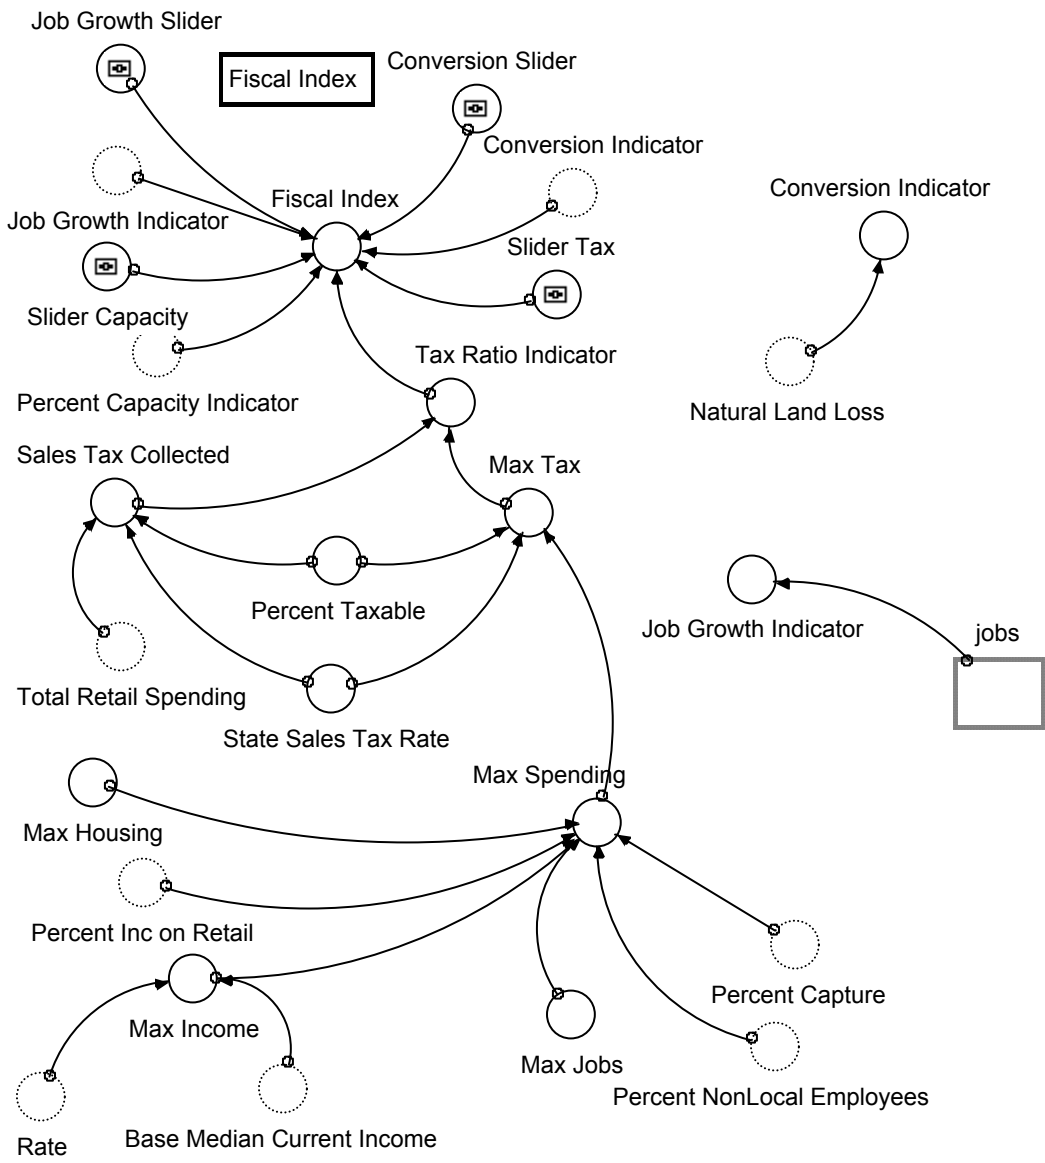 Job Growth Slider
Fiscal Index
Conversion Slider
Conversion Indicator
Conversion Indicator
Fiscal Index
Job Growth Indicator
Slider Tax
Slider Capacity
Tax Ratio Indicator
Percent Capacity Indicator
Natural Land Loss
Sales Tax Collected
Max Tax
Percent Taxable
Job Growth Indicator
jobs
Total Retail Spending
State Sales Tax Rate
Max Spending
Max Housing
Percent Inc on Retail
Percent Capture
Max Income
Max Jobs
Percent NonLocal Employees
Base Median Current Income
Rate